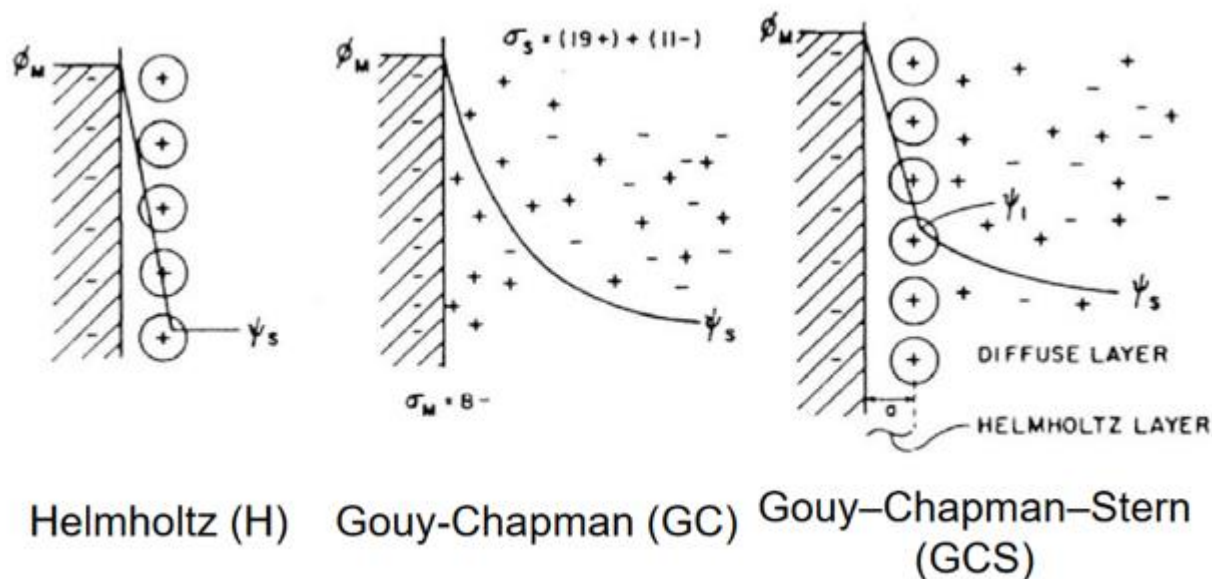 ϕM
ψs
Helmholtz (H)
σs = (19+) + (11-)
ϕM
ψs
σM = 8-
Gouy-Chapman (GC)
ϕM
ψ1
ψs
DIFFUSE LAYER
a
HELMHOLTZ LAYER
Gouy–Chapman–Stern
(GCS)